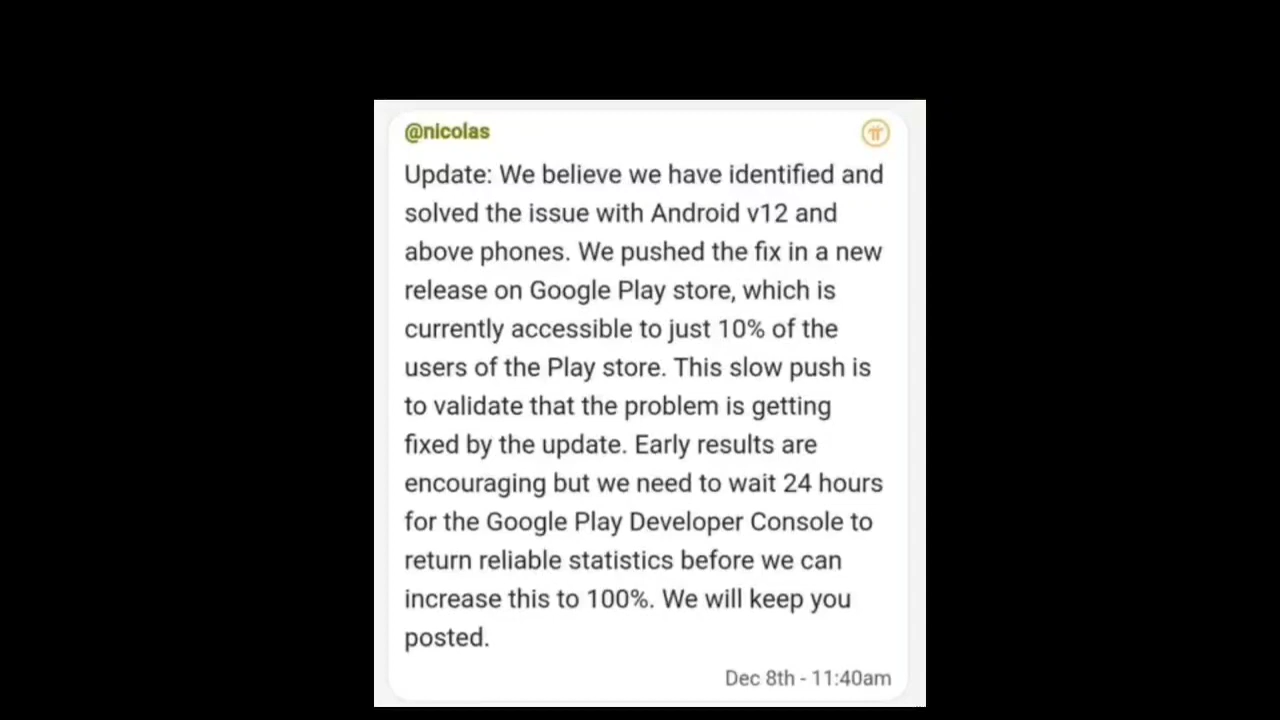 @nicolas
Update: We believe we have identified and
solved the issue with Android v12 and
above phones. We pushed the fix in a new
release on Google Play store, which is
currently accessible to just 10% of the
users of the Play store. This slow push is
to validate that the problem is getting
fixed by the update. Early results are
encouraging but we need to wait 24 hours
for the Google Play Developer Console to
return reliable statistics before we can
increase this to 100%. We will keep you
posted.
Dec 8th - 11:40am